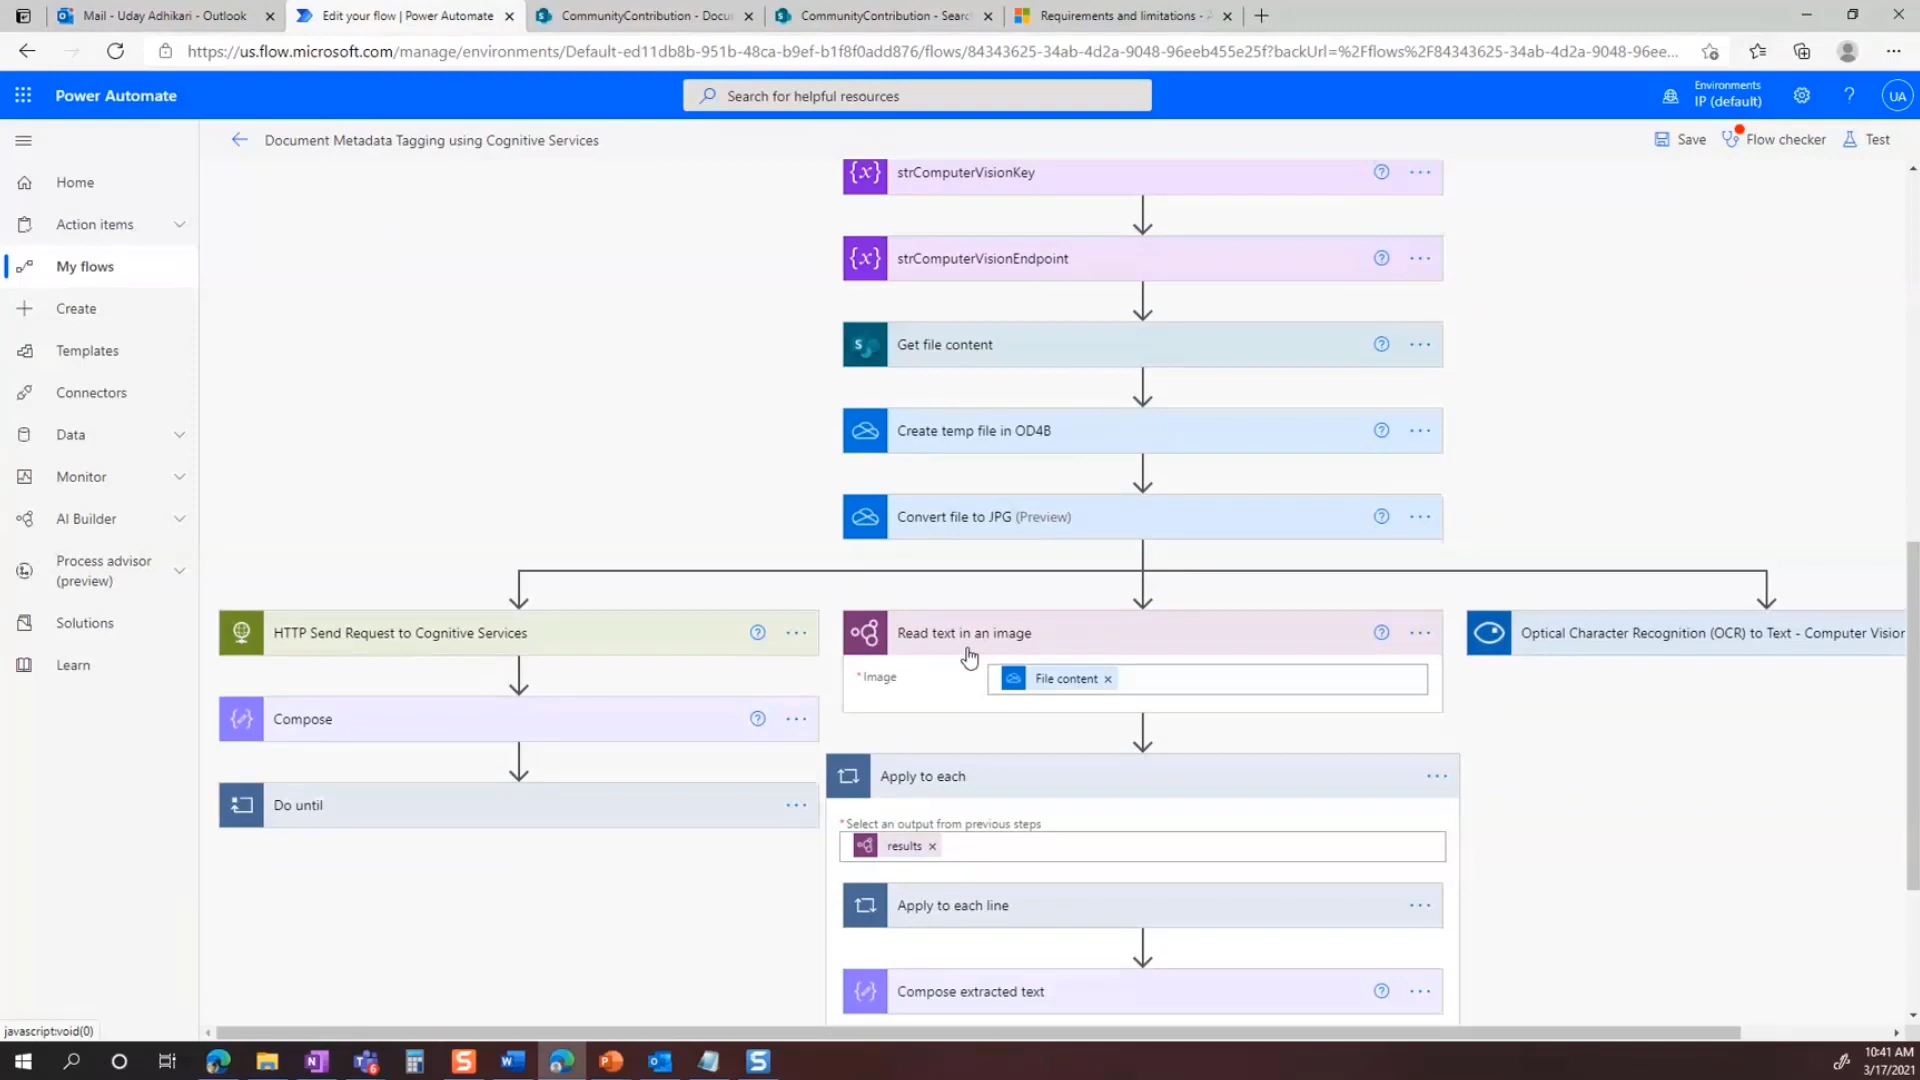 Mail - Uday Adhikari - Outlook
Edit your flow | Power Automate
CommunityContribution - Docu
CommunityContribution - Searc
Requirements and limitations -
https://us.flow.microsoft.com/manage/environments/Default-ed11db8b-951b-48ca-b9ef-b1f8f0add876/flows/84343625-34ab-4d2a-9048-96eeb455e25f?backUrl=%2Fflows%2F84343625-34ab-4d2a-9048-96ee...
Power Automate
Search for helpful resources
Environments
IP (default)
?
UA
Document Metadata Tagging using Cognitive Services
Save
Flow checker
Test
Home
Action items
My flows
Create
Templates
Connectors
Data
Monitor
AI Builder
Process advisor
(preview)
Solutions
Learn
{x} strComputerVisionKey
{x} strComputerVisionEndpoint
S Get file content
Create temp file in OD4B
Convert file to JPG (Preview)
HTTP Send Request to Cognitive Services
Read text in an image
Optical Character Recognition (OCR) to Text - Computer Vision
*Image
File content ×
Compose
Apply to each
Do until
*Select an output from previous steps
results ×
Apply to each line
Compose extracted text
javascript:void(0)
10:41 AM
3/17/2021